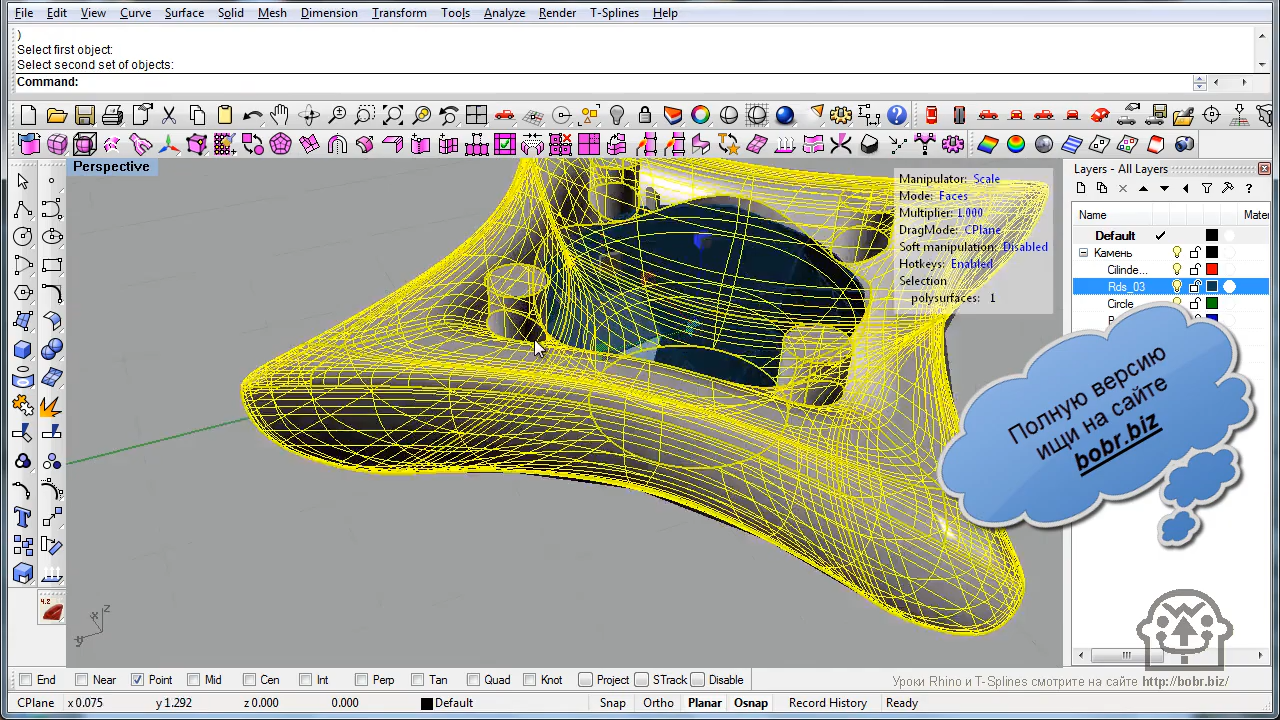 File Edit View Curve Surface Solid Mesh Dimension Transform Tools Analyze Render T-Splines Help
)
Select first object:
Select second set of objects:
Command:
Perspective
Manipulator: Scale
Mode: Faces
Multiplier: 1.000
DragMode: CPlane
Soft manipulation: Disabled
Hotkeys: Enabled
Selection
polysurfaces: 1
Layers - All Layers
Name Mater
Default
Камень
Cilinde...
Rds_03
Circle
Полную версию
ищи на сайте
bobr.biz
4.2
x z
y
End Near Point Mid Cen Int Perp Tan Quad Knot Project STrack Disable
Уроки Rhino и T-Splines смотрите на сайте http://bobr.biz/
CPlane x 0.075 y 1.292 z 0.000 0.000 Default Snap Ortho Planar Osnap Record History Ready